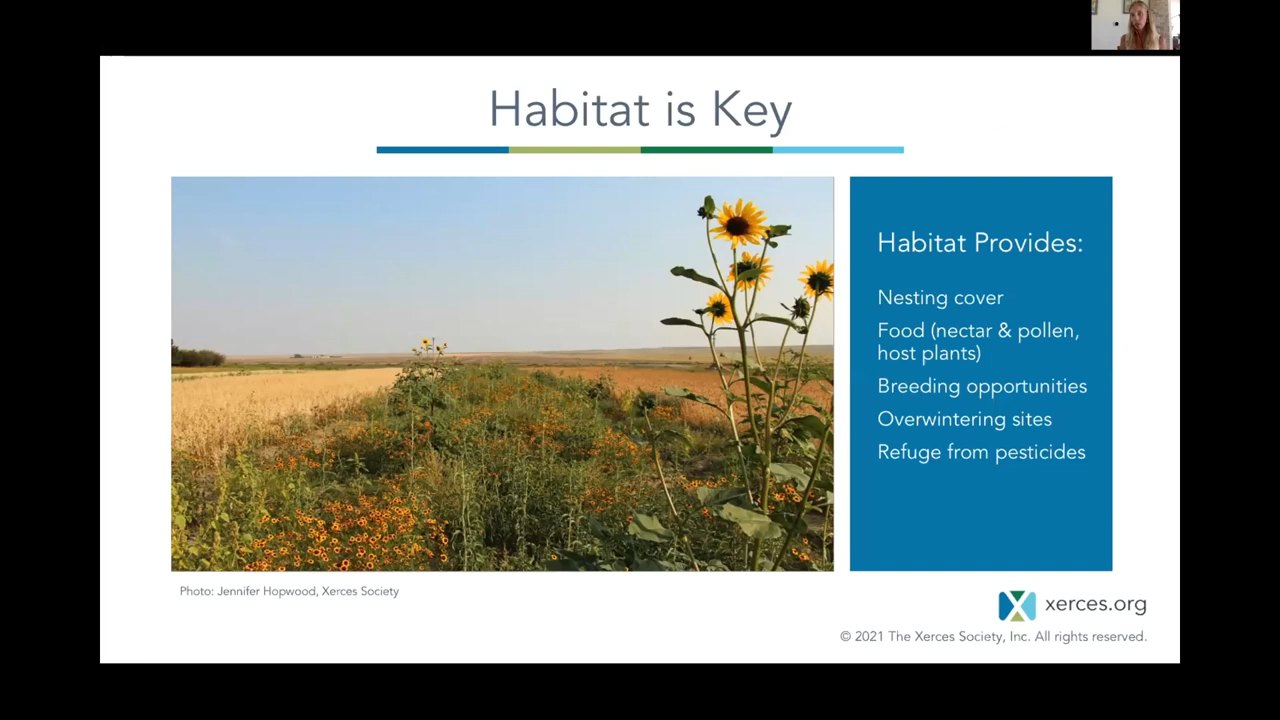 Habitat is Key
Habitat Provides:
Nesting cover
Food (nectar & pollen,
host plants)
Breeding opportunities
Overwintering sites
Refuge from pesticides
Photo: Jennifer Hopwood, Xerces Society
xerces.org
© 2021 The Xerces Society, Inc. All rights reserved.